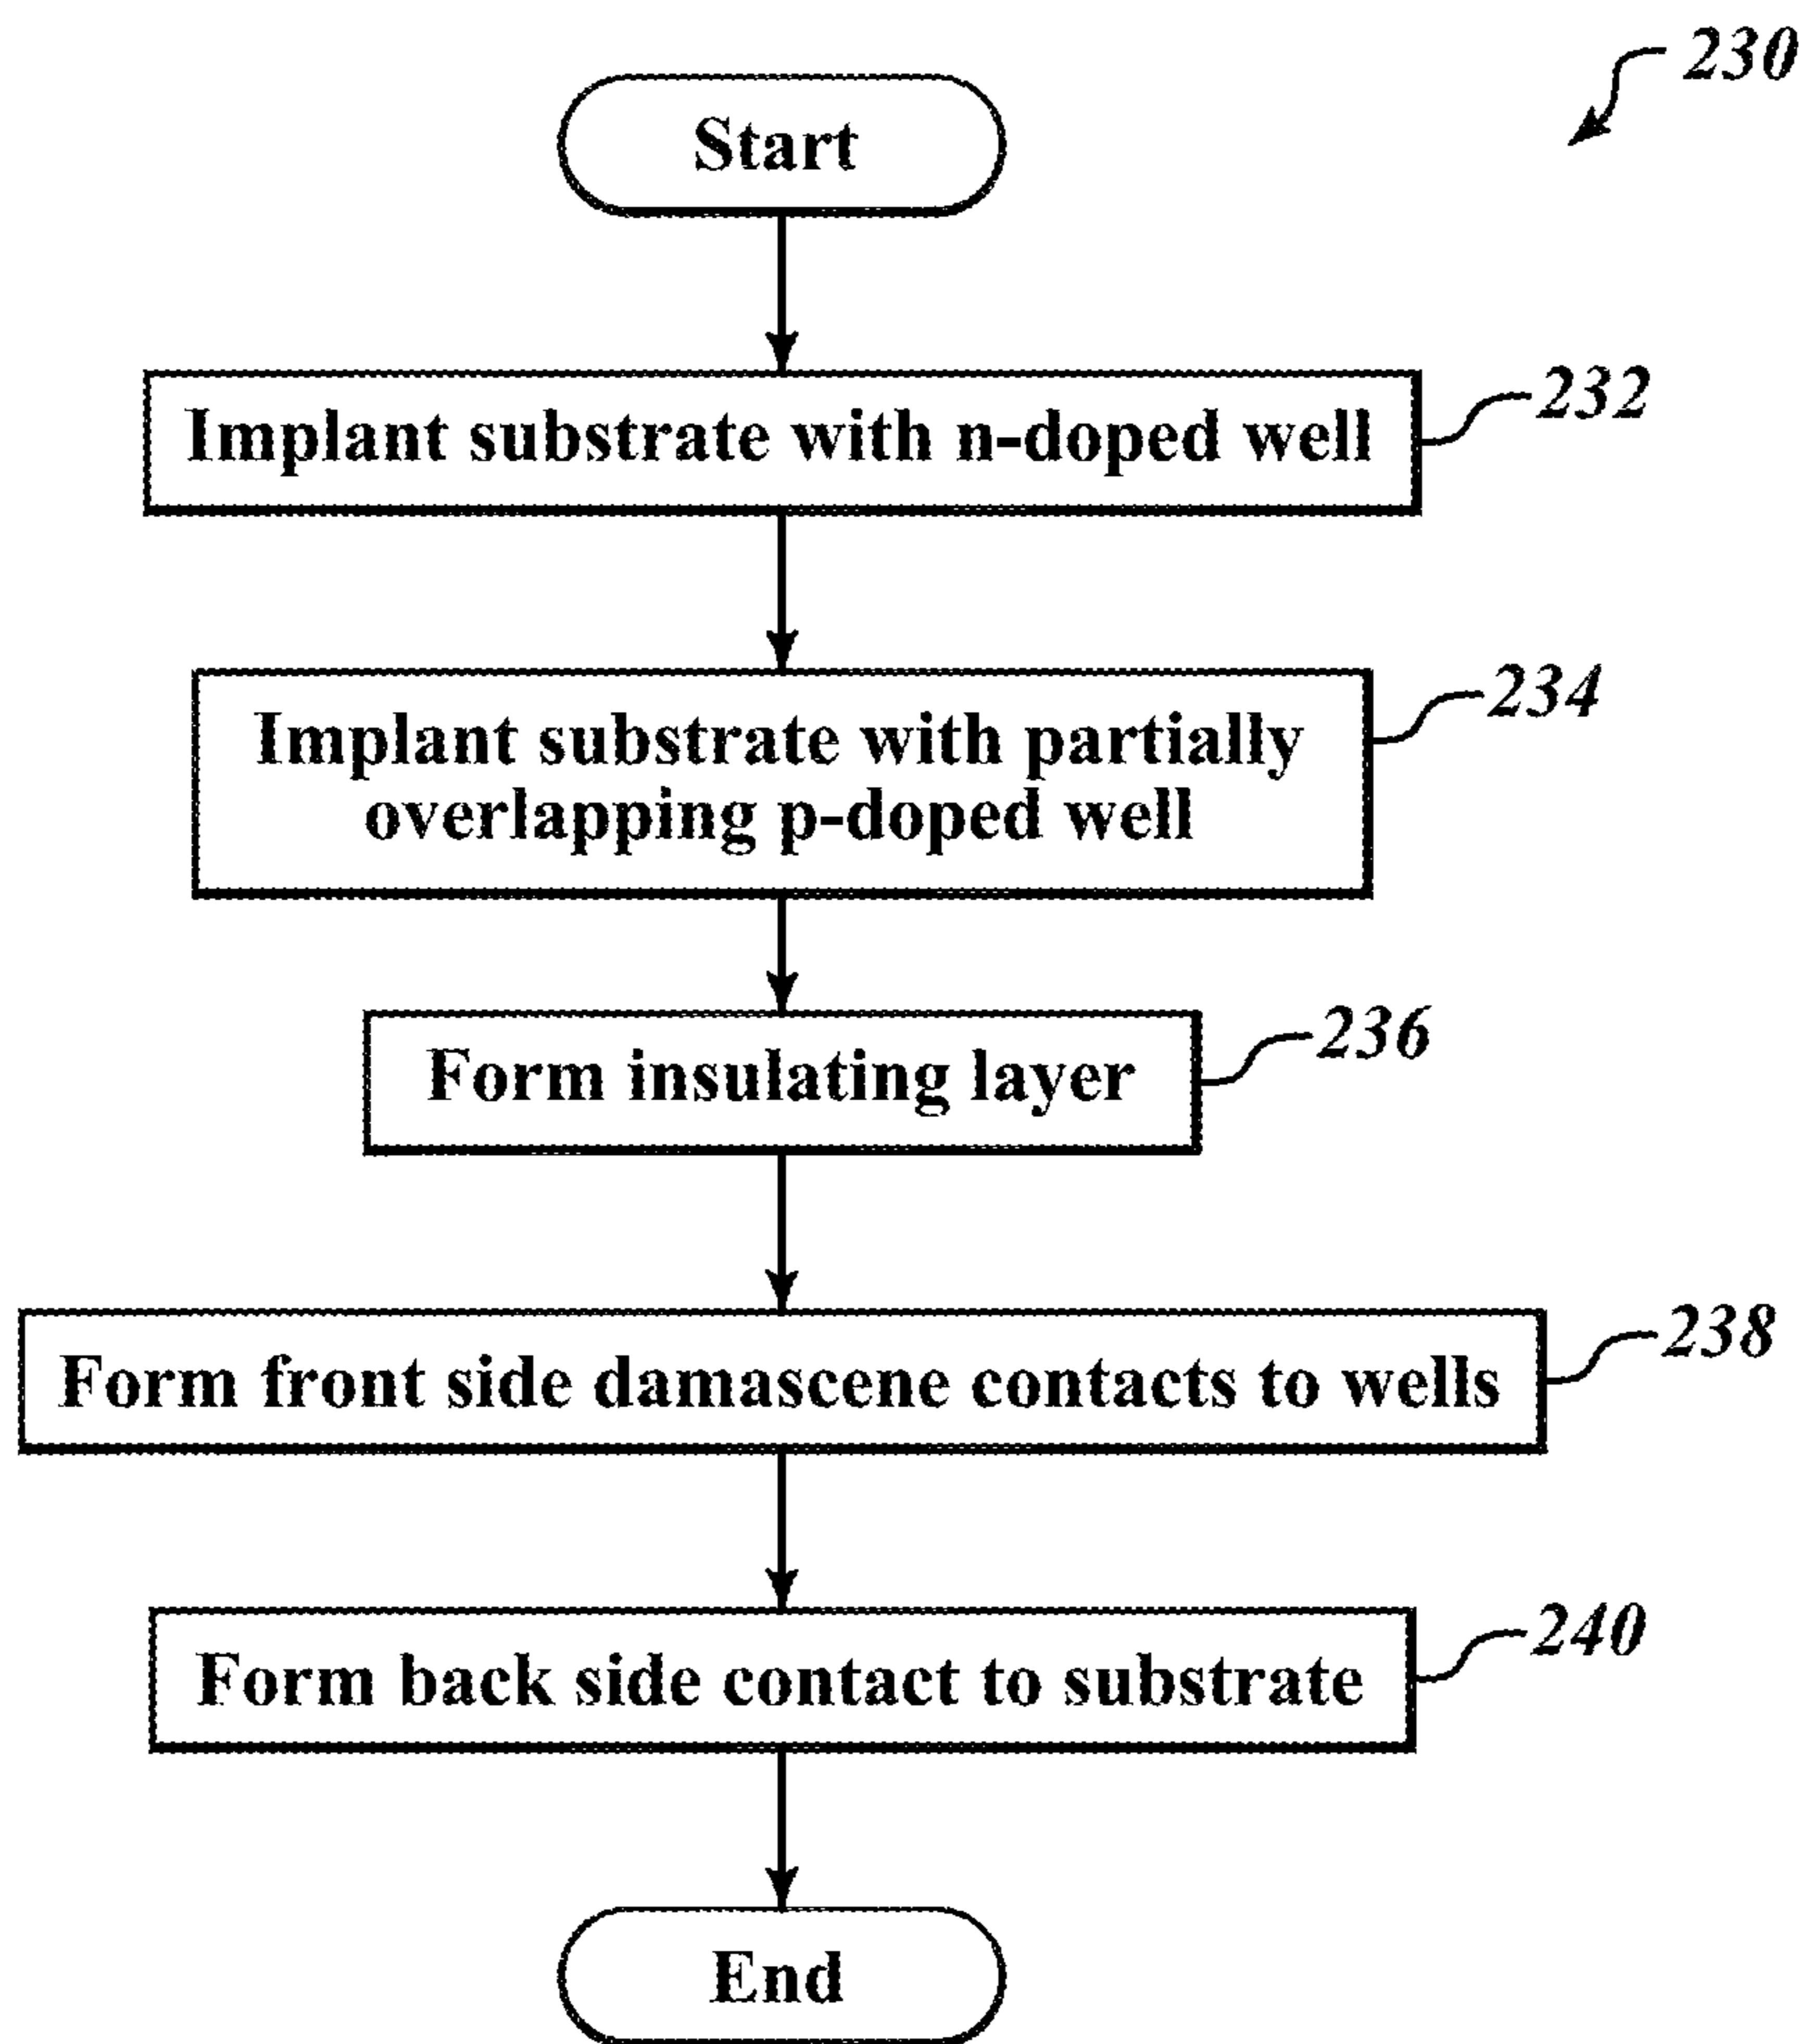 230
Start
Implant substrate with n-doped well
232
Implant substrate with partially
overlapping p-doped well
234
Form insulating layer
236
Form front side damascene contacts to wells
238
Form back side contact to substrate
240
End